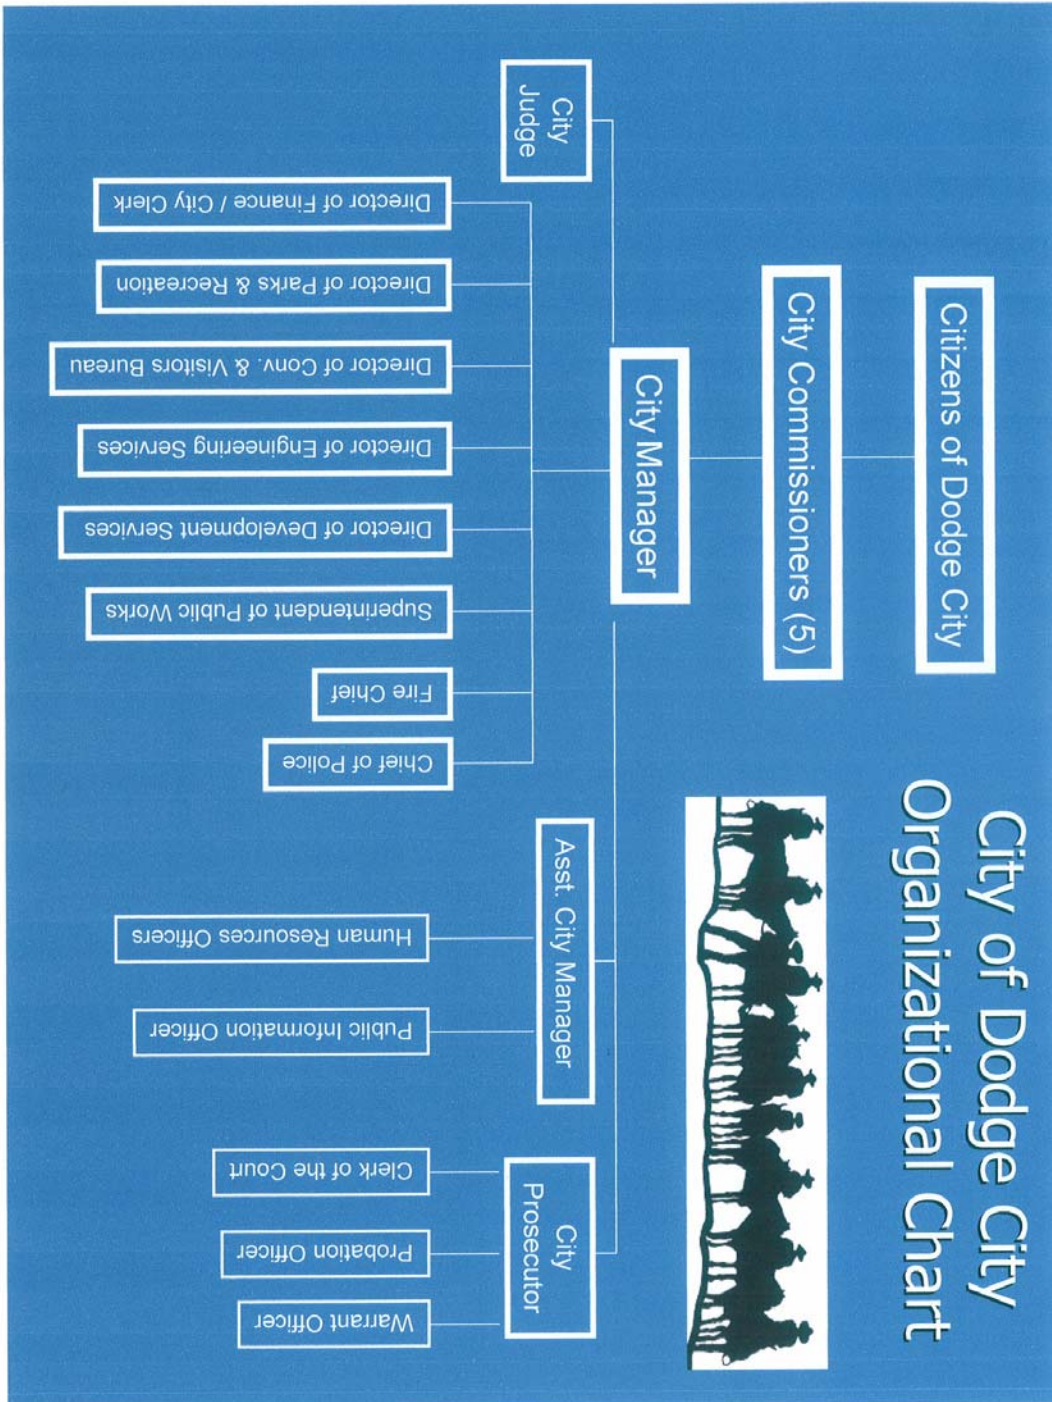 City of Dodge City
Organizational Chart
Citizens of Dodge City
City Commissioners (5)
City Manager
City
Judge
Director of Finance / City Clerk
Director of Parks & Recreation
Director of Conv. & Visitors Bureau
Director of Engineering Services
Director of Development Services
Superintendent of Public Works
Fire Chief
Chief of Police
Asst. City Manager
Human Resources Officers
Public Information Officer
City
Prosecutor
Clerk of the Court
Probation Officer
Warrant Officer